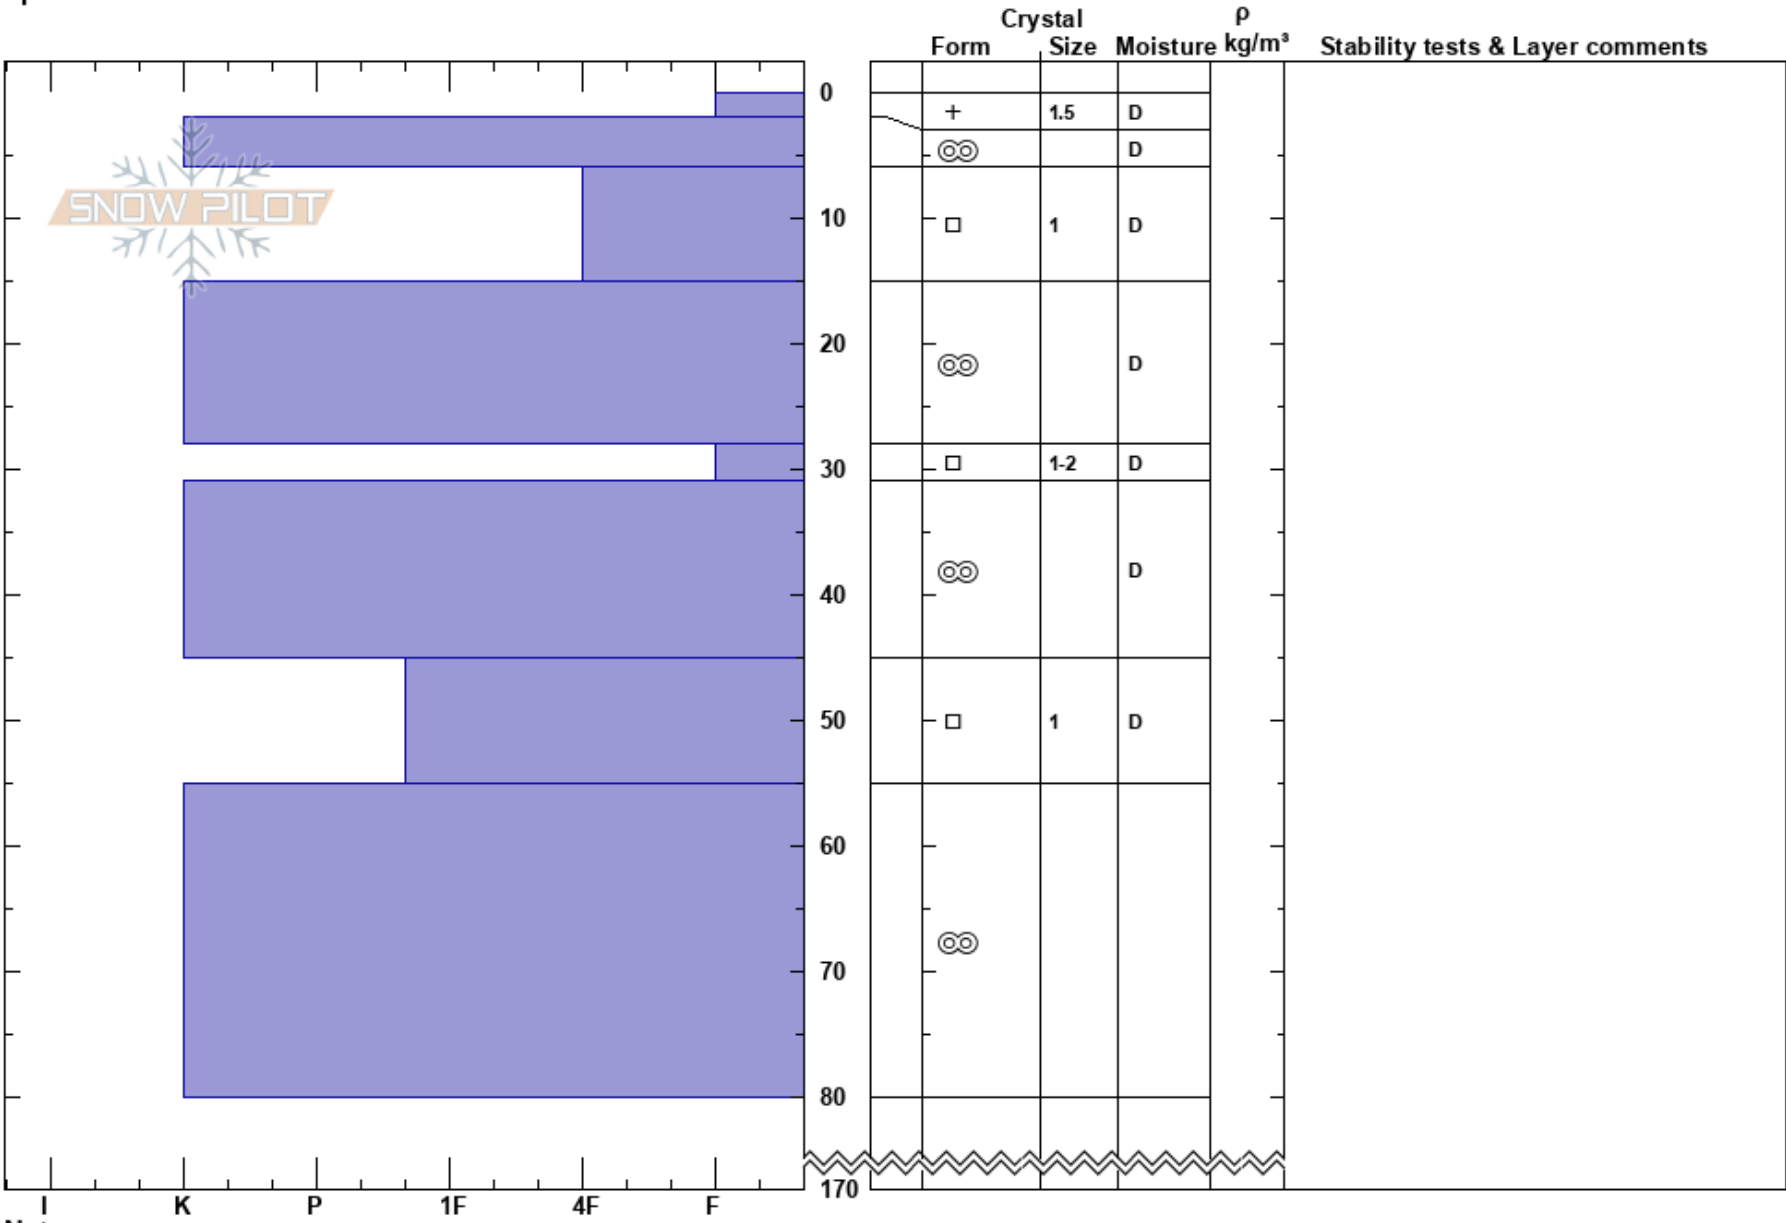 Crystal ρ
Form Size Moisture kg/m³ Stability tests & Layer comments
0
+ 1.5 D
D
SNOW PILOT
10 1 D
20
D
30 1-2 D
D
40
50 1 D
60
70
80
170
I K P 1F 4F F